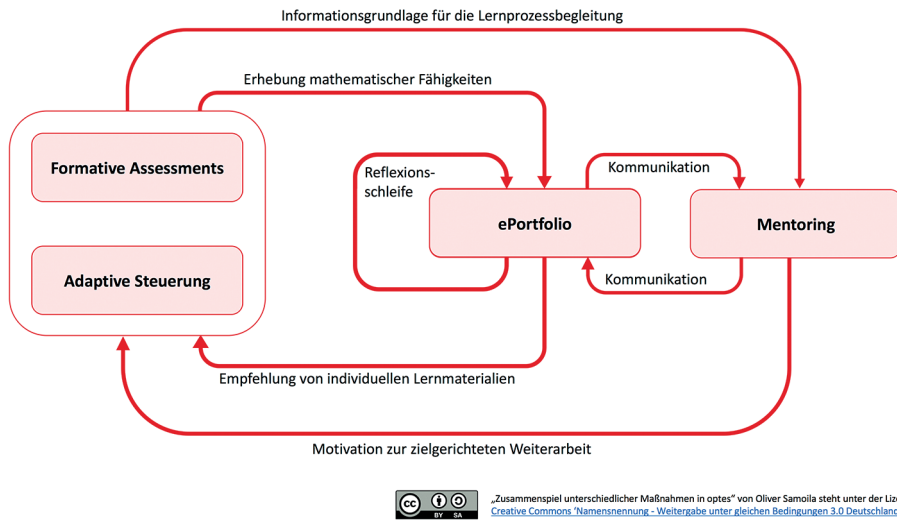 Informationsgrundlage für die Lernprozessbegleitung
Erhebung mathematischer Fähigkeiten
Formative Assessments
Reflexions-
schleife
Kommunikation
ePortfolio
Mentoring
Adaptive Steuerung
Kommunikation
Empfehlung von individuellen Lernmaterialien
Motivation zur zielgerichteten Weiterarbeit
cc BY SA
„Zusammenspiel unterschiedlicher Maßnahmen in optes“ von Oliver Samoila steht unter der Lize
Creative Commons 'Namensnennung - Weitergabe unter gleichen Bedingungen 3.0 Deutschland